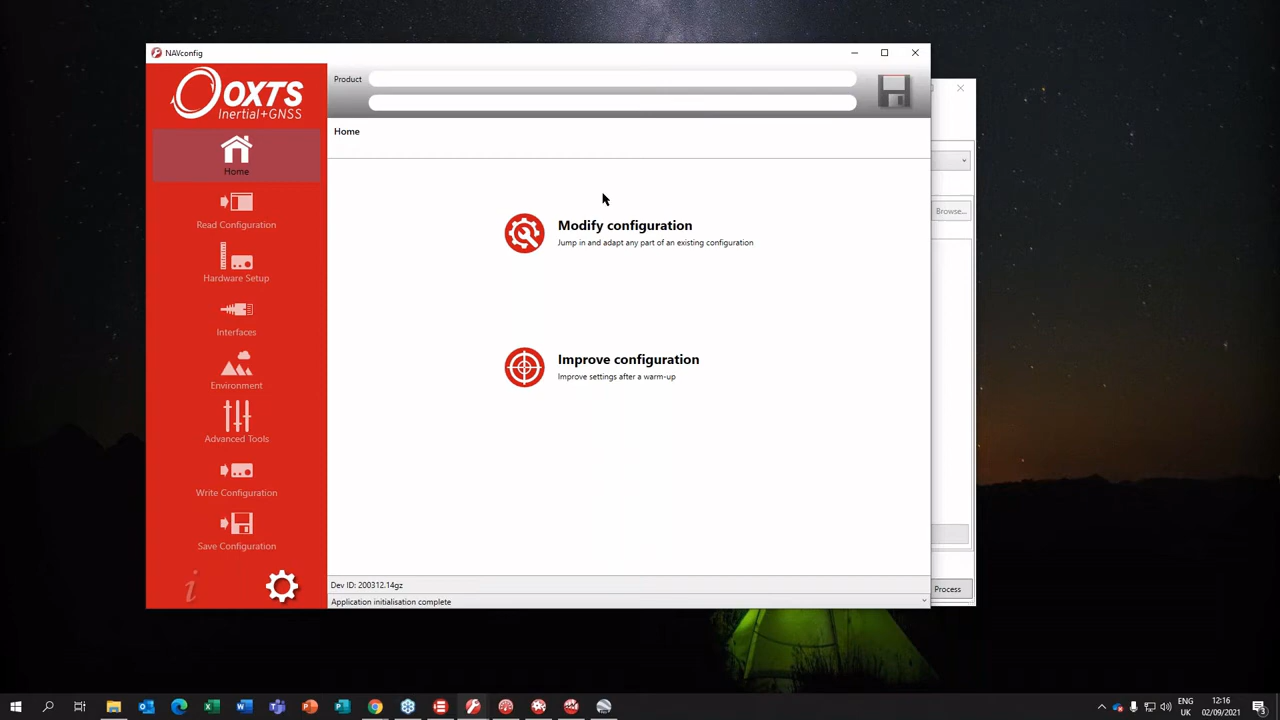 NAVconfig
Product
OXTS
Inertial+GNSS
Home
Home
Read Configuration
Hardware Setup
Interfaces
Environment
Advanced Tools
Write Configuration
Save Configuration
i
Modify configuration
Jump in and adapt any part of an existing configuration
Improve configuration
Improve settings after a warm-up
Browse...
Process
Dev ID: 200312.14gz
Application initialisation complete
ENG
UK
12:16
02/09/2021